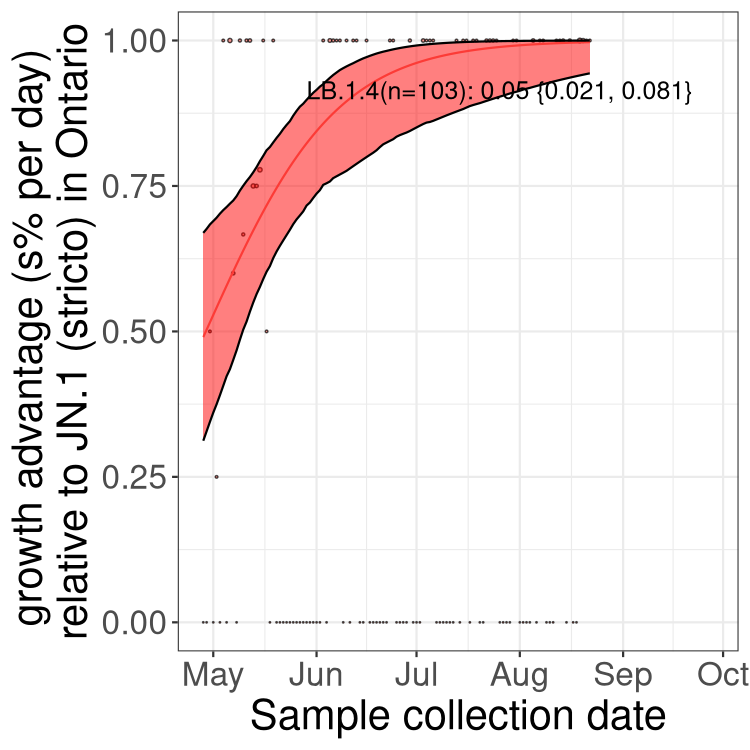 growth advantage (s% per day)
relative to JN.1 (stricto) in Ontario
1.00
0.75
0.50
0.25
0.00
LB.1.4(n=103): 0.05 {0.021, 0.081}
May Jun Jul Aug Sep Oct
Sample collection date